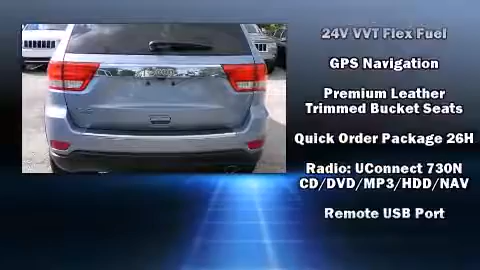 24V VVT Flex Fuel
GPS Navigation
Premium Leather
Trimmed Bucket Seats
Quick Order Package 26H
Radio: UConnect 730N
CD/DVD/MP3/HDD/NAV
Remote USB Port